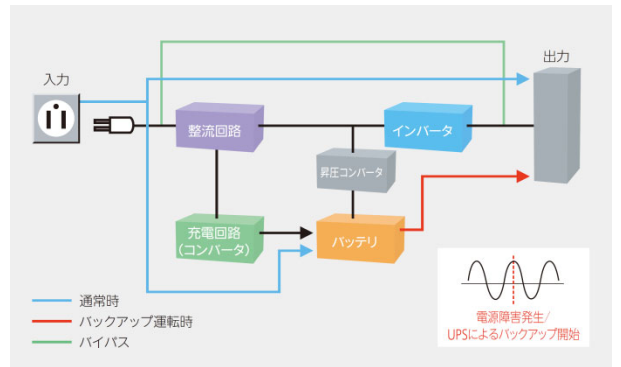 入力
出力
整流回路
インバータ
昇圧コンバータ
充電回路
(コンバータ)
バッテリ
通常時
バックアップ運転時
バイパス
電源障害発生/
UPSによるバックアップ開始